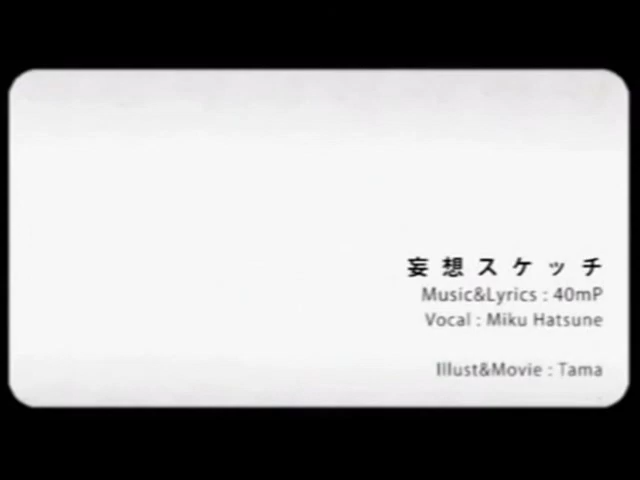 妄想スケッチ
Music&Lyrics : 40mP
Vocal : Miku Hatsune
Illust&Movie : Tama